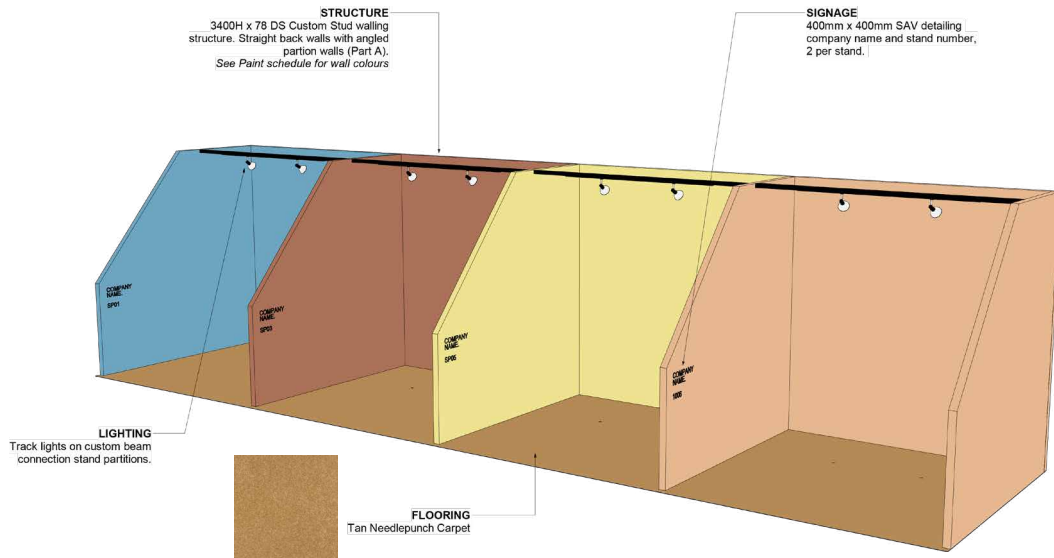 STRUCTURE
3400H x 78 DS Custom Stud walling
structure. Straight back walls with angled
partion walls (Part A).
See Paint schedule for wall colours
SIGNAGE
400mm x 400mm SAV detailing
company name and stand number,
2 per stand.
COMPANY
NAME.
SP01
COMPANY
NAME.
SP03
COMPANY
NAME.
SP05
COMPANY
NAME.
1005
LIGHTING
Track lights on custom beam
connection stand partitions.
FLOORING
Tan Needlepunch Carpet